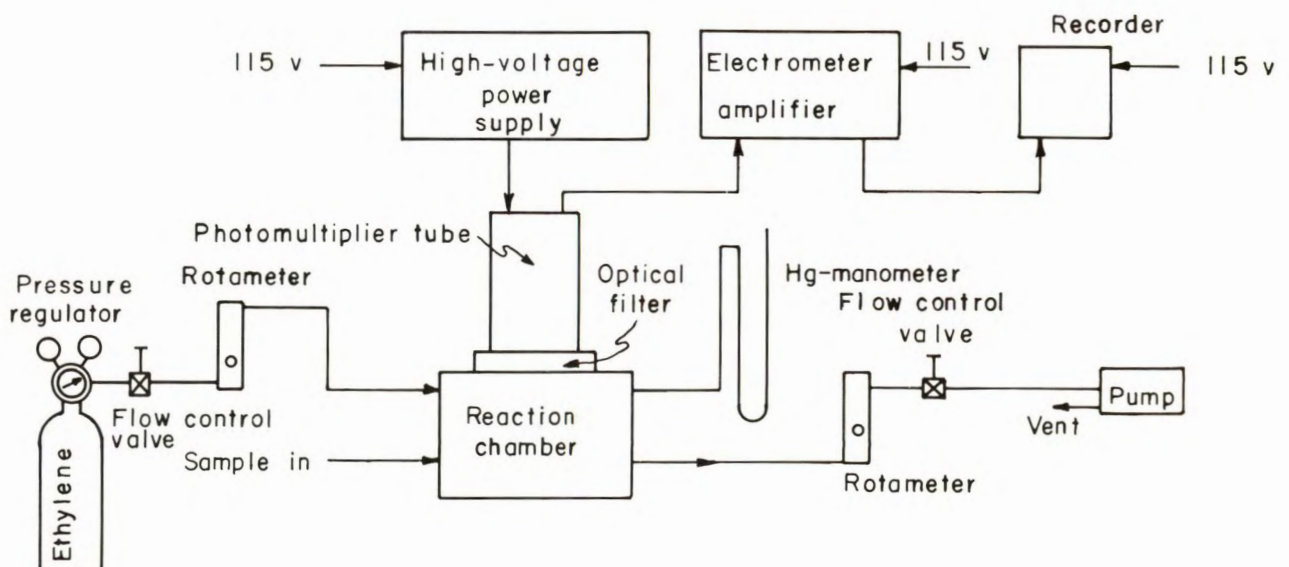 Recorder
115 v
High-voltage
power
supply
Electrometer
amplifier
115 v
115 v
Photomultiplier tube
Rotameter
Optical
filter
Hg-manometer
Flow control
valve
Pressure
regulator
Flow control
valve
Sample in
Reaction
chamber
Pump
Vent
Rotameter
Ethylene